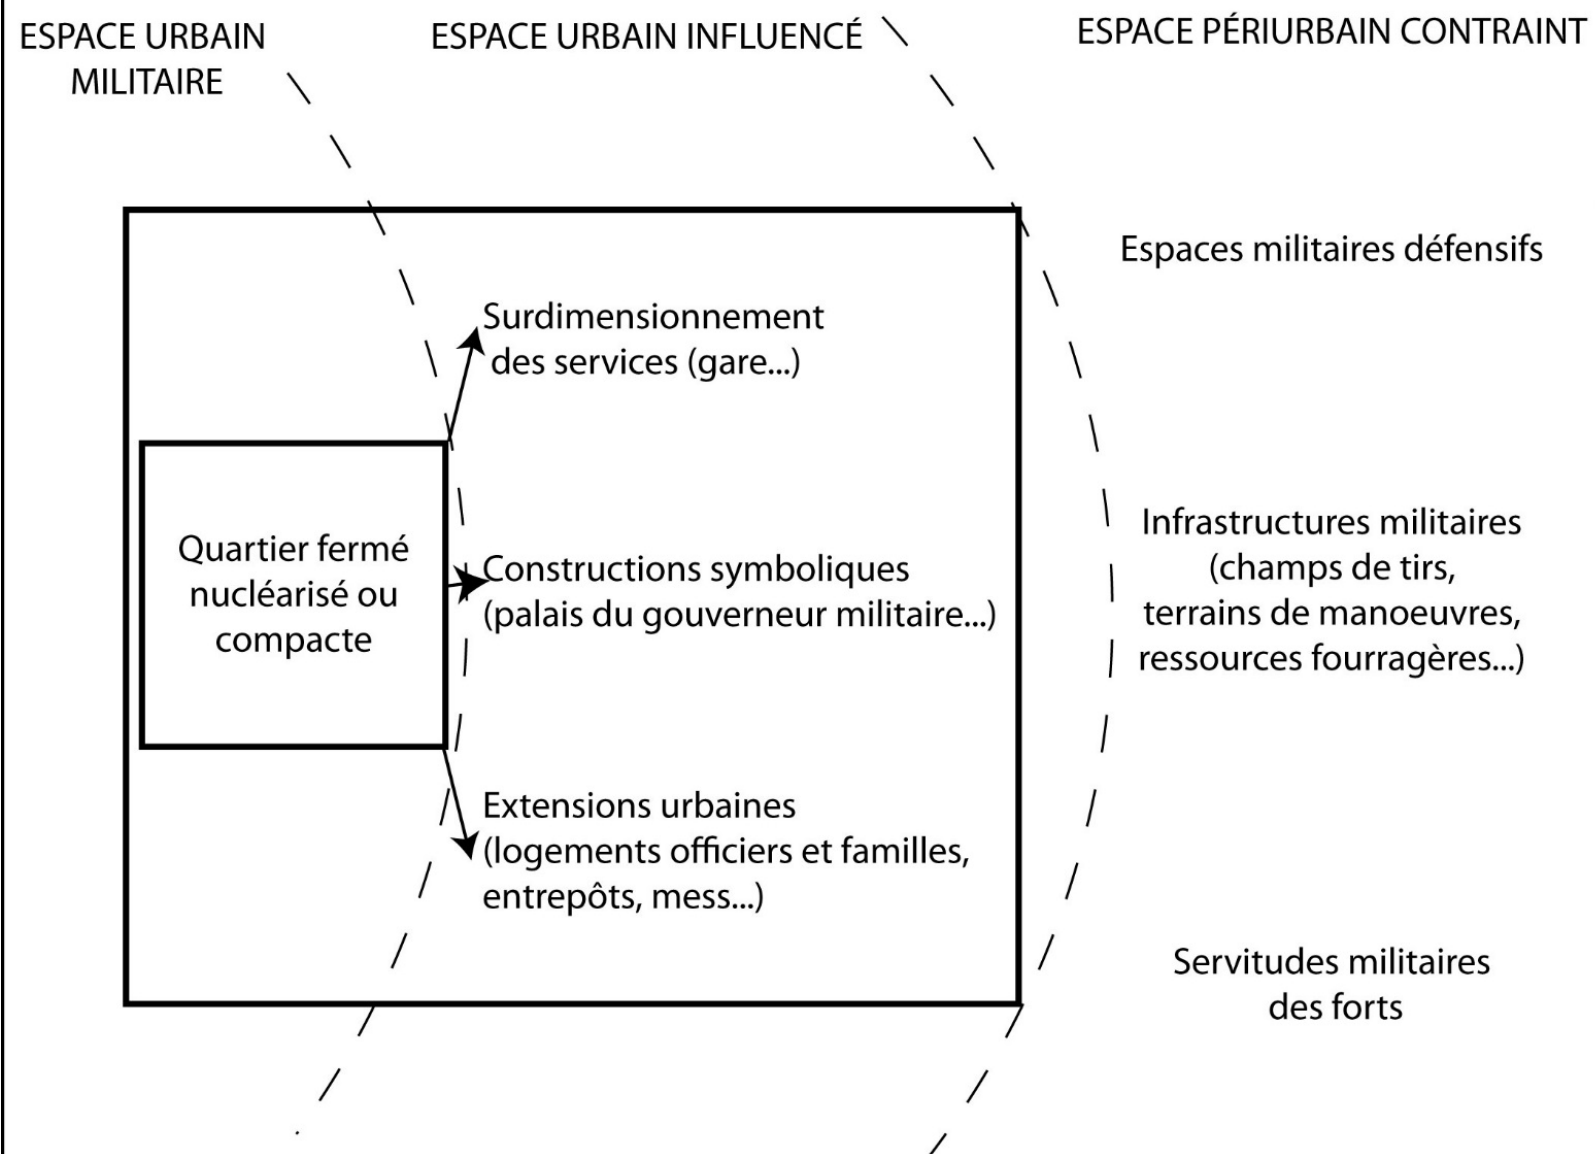 ESPACE URBAIN
MILITAIRE
ESPACE URBAIN INFLUENCÉ
ESPACE PÉRIURBAIN CONTRAINT
Quartier fermé
nucléarisé ou
compacte
Surdimensionnement
des services (gare...)
Constructions symboliques
(palais du gouverneur militaire...)
Extensions urbaines
(logements officiers et familles,
entrepôts, mess...)
Espaces militaires défensifs
Infrastructures militaires
(champs de tirs,
terrains de manoeuvres,
ressources fourragères...)
Servitudes militaires
des forts